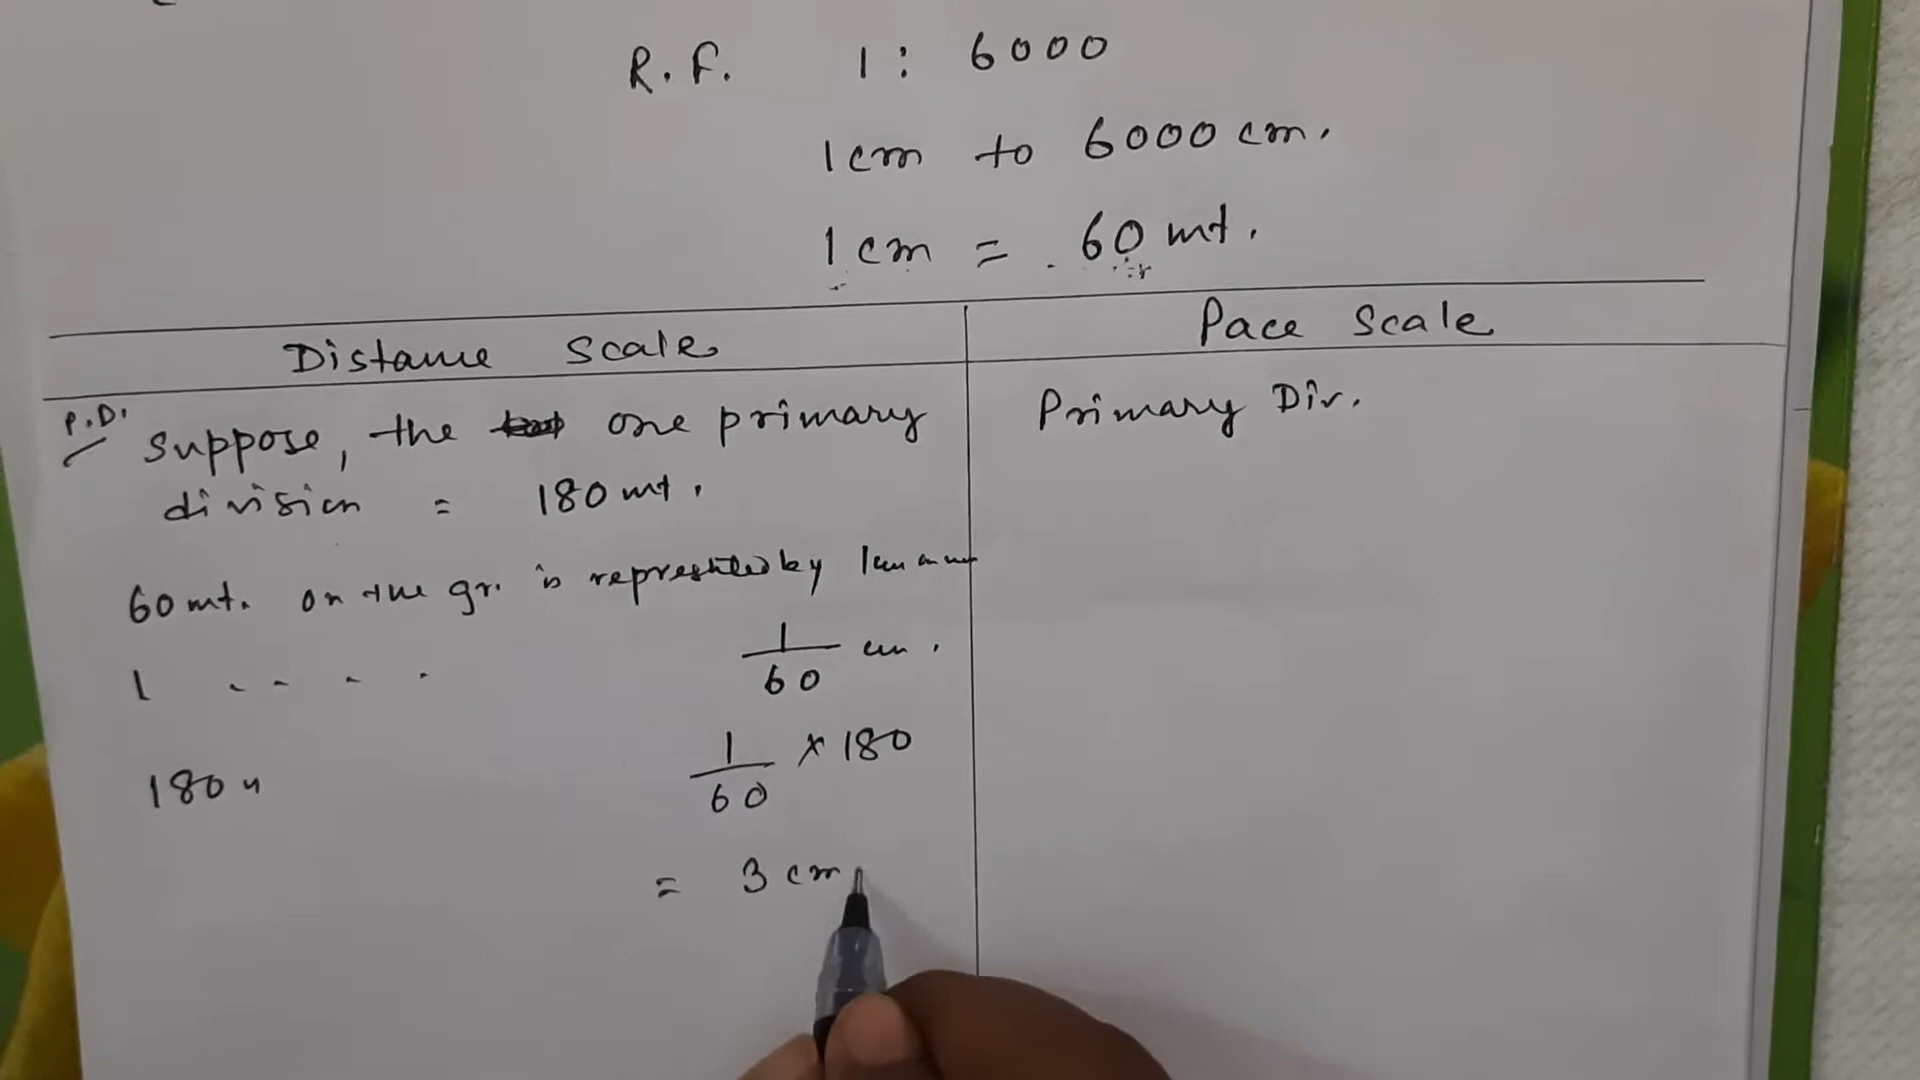 R.F. 1 : 6000
1cm to 6000 cm.
1 cm = 60 mt.
Distance Scale
Pace Scale
P.D.
Suppose, the one primary
division = 180 mt.
60 mt. on the gr. is represented by 1cm on
1 " " " " 1/60 cm.
180 " 1/60 × 180
= 3 cm
Primary Div.